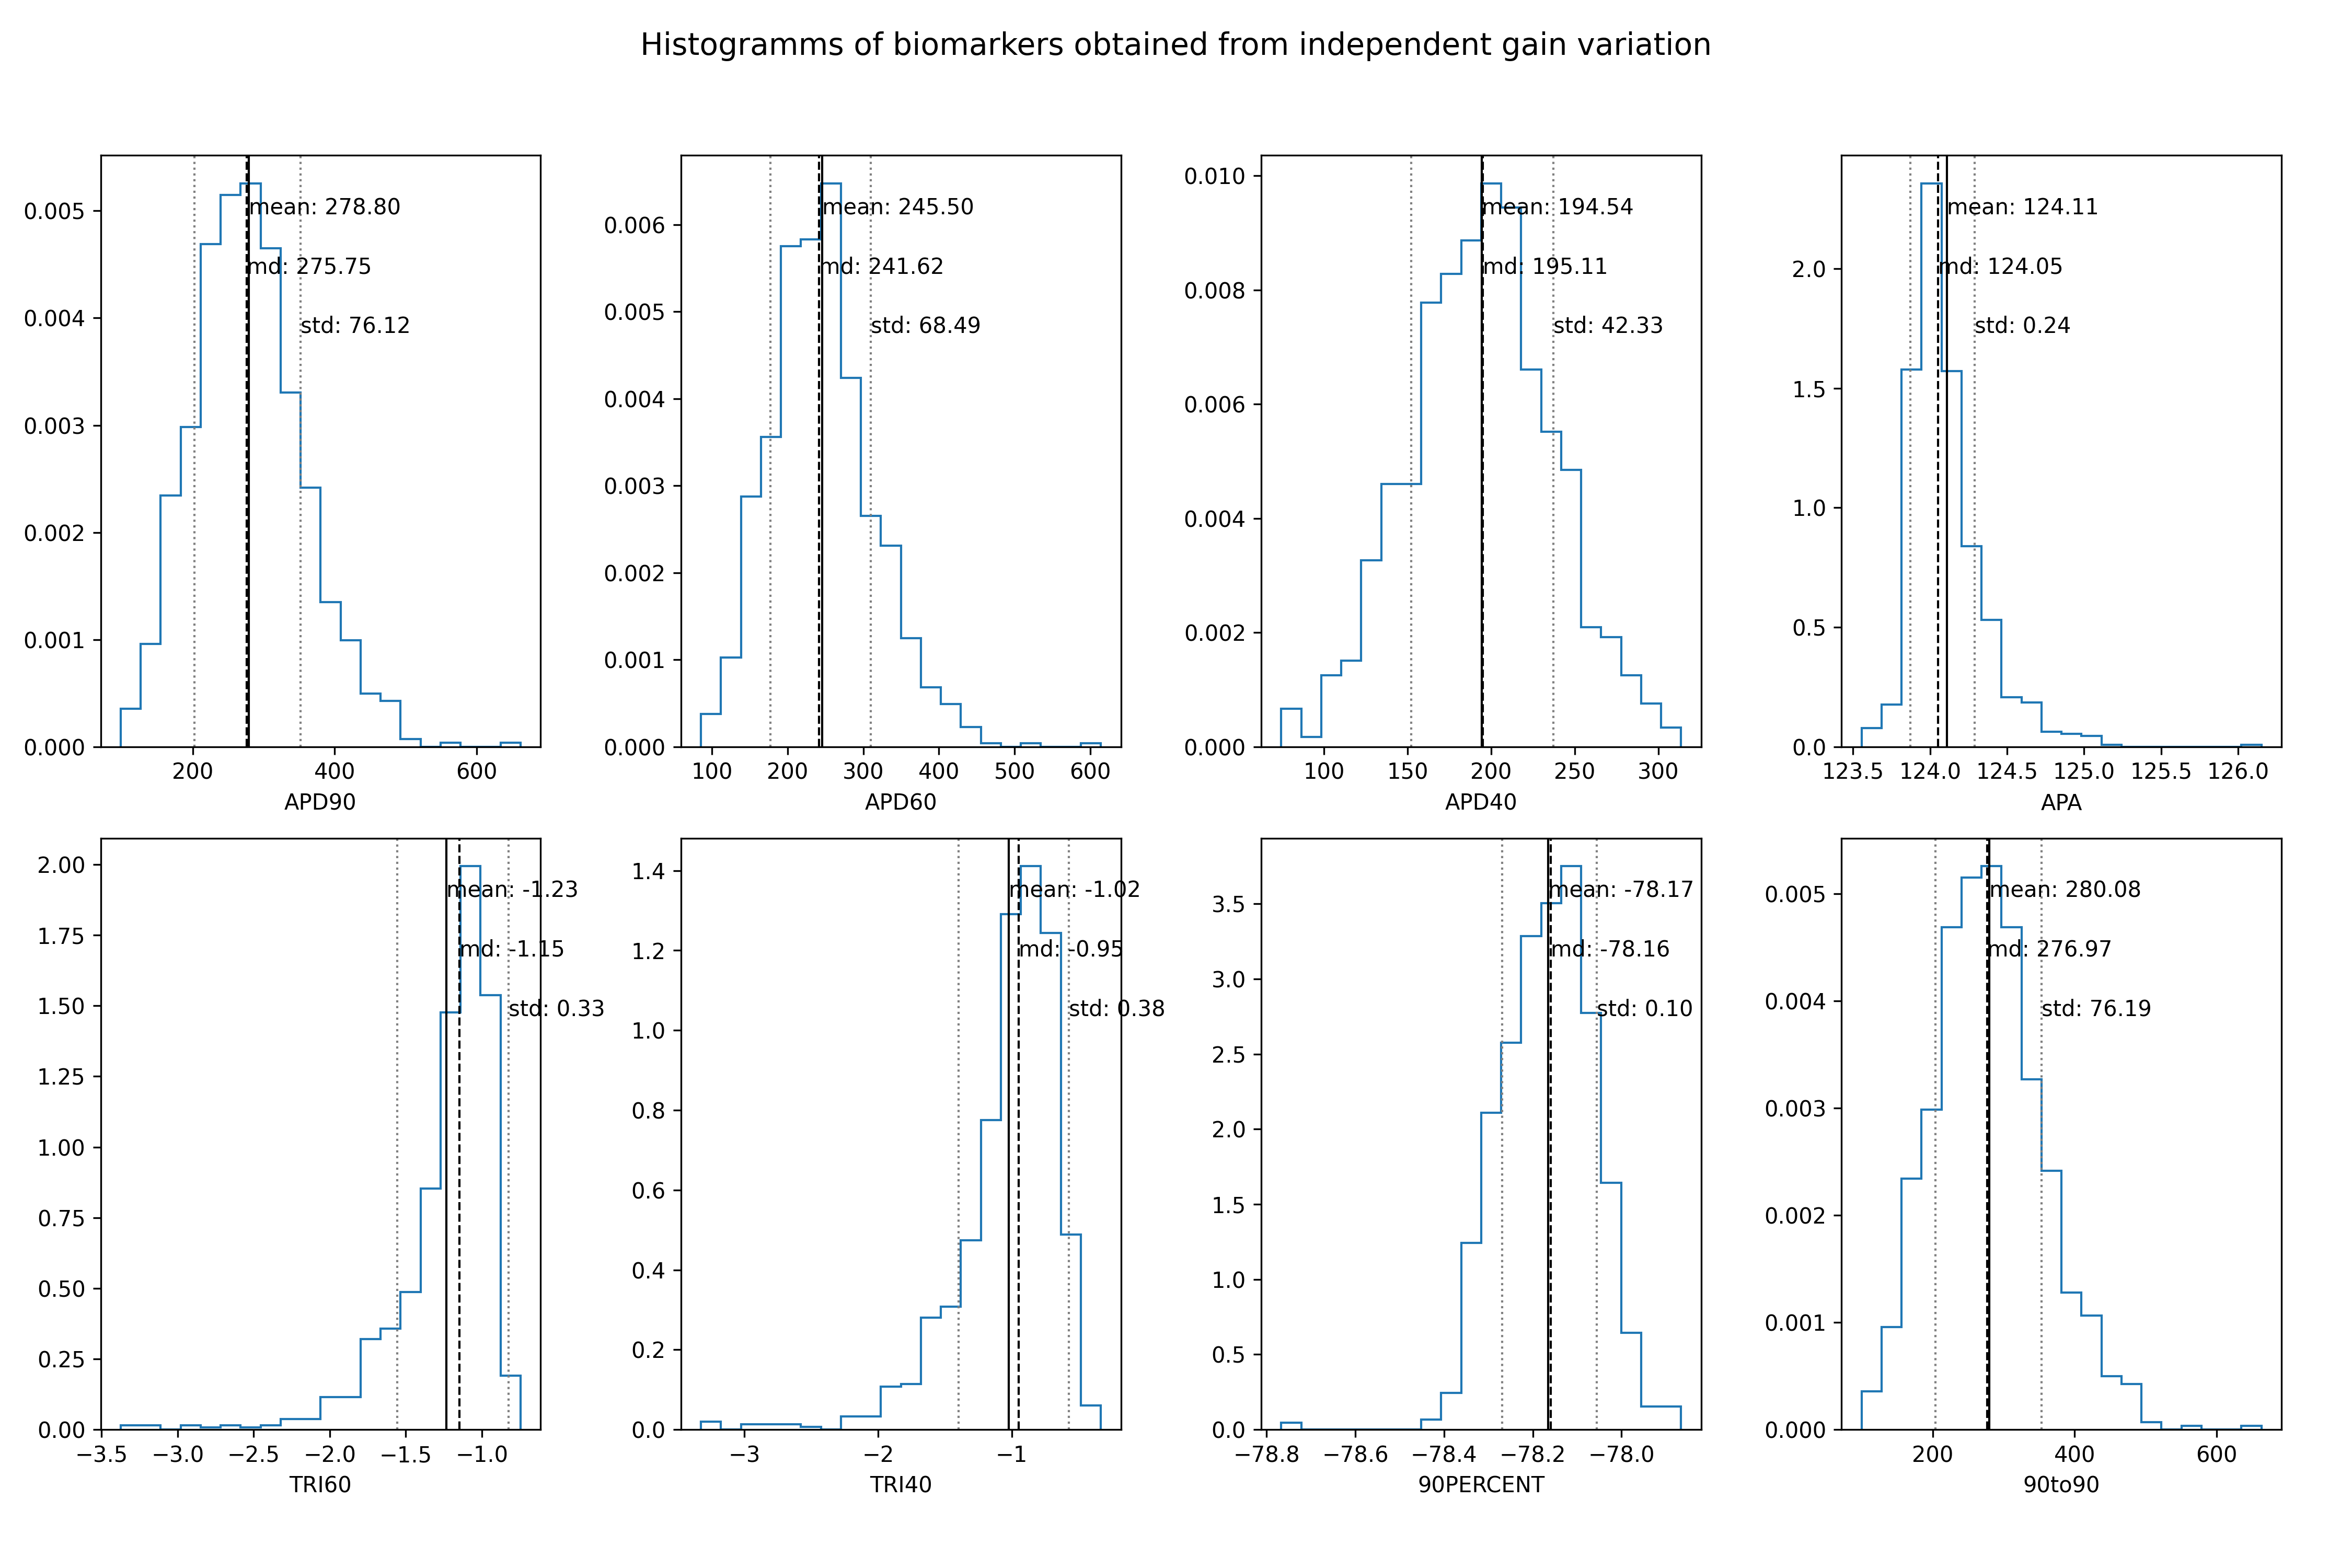 Histogramms of biomarkers obtained from independent gain variation
0.005
0.004
0.003
0.002
0.001
0.000
mean: 278.80
md: 275.75
std: 76.12
200 400 600
APD90
0.006
0.005
0.004
0.003
0.002
0.001
0.000
mean: 245.50
md: 241.62
std: 68.49
100 200 300 400 500 600
APD60
0.010
0.008
0.006
0.004
0.002
0.000
mean: 194.54
md: 195.11
std: 42.33
100 150 200 250 300
APD40
2.0
1.5
1.0
0.5
0.0
mean: 124.11
md: 124.05
std: 0.24
123.5 124.0 124.5 125.0 125.5 126.0
APA
2.00
1.75
1.50
1.25
1.00
0.75
0.50
0.25
0.00
mean: -1.23
md: -1.15
std: 0.33
−3.5 −3.0 −2.5 −2.0 −1.5 −1.0
TRI60
1.4
1.2
1.0
0.8
0.6
0.4
0.2
0.0
mean: -1.02
md: -0.95
std: 0.38
−3 −2 −1
TRI40
3.5
3.0
2.5
2.0
1.5
1.0
0.5
0.0
mean: -78.17
md: -78.16
std: 0.10
−78.8 −78.6 −78.4 −78.2 −78.0
90PERCENT
0.005
0.004
0.003
0.002
0.001
0.000
mean: 280.08
md: 276.97
std: 76.19
200 400 600
90to90